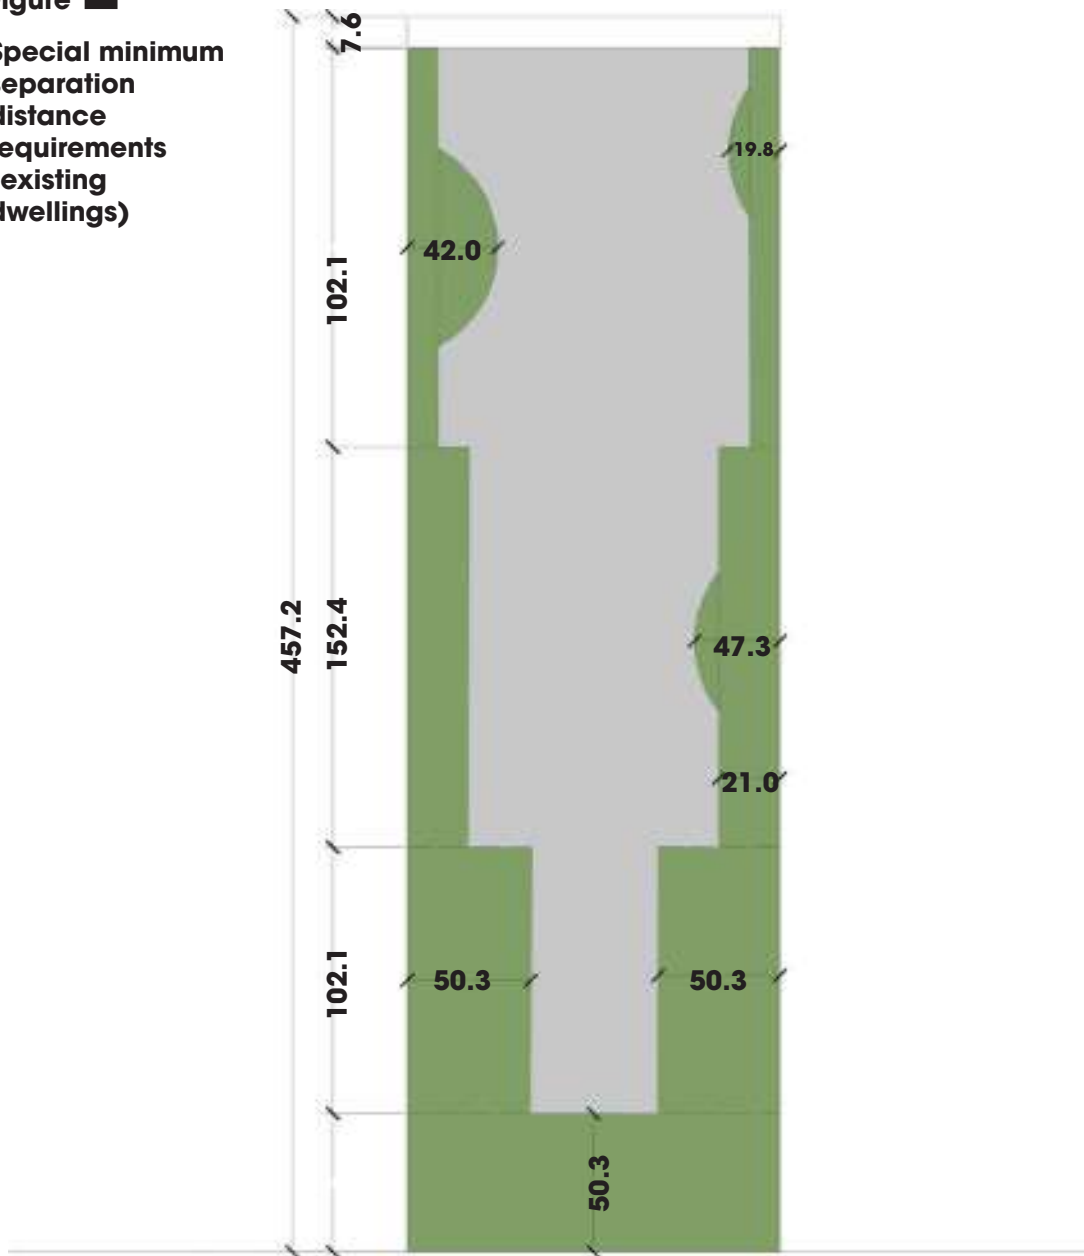 igure
Special minimum
separation
distance
requirements
(existing
dwellings)
7.6
19.8
42.0
102.1
457.2
152.4
47.3
21.0
102.1
50.3
50.3
50.3